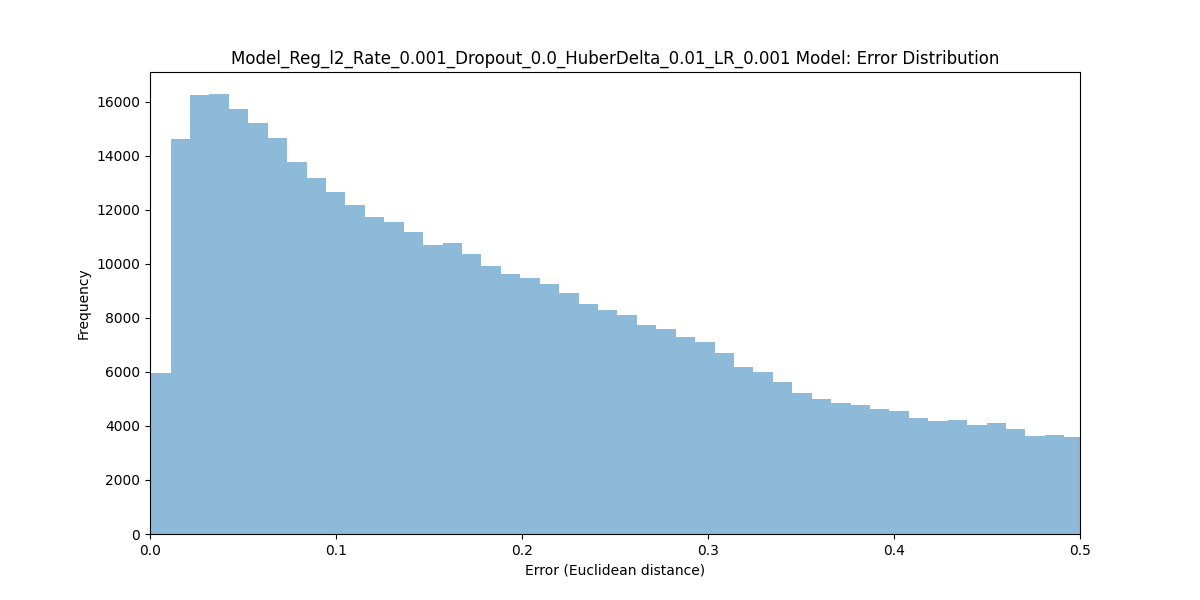 Model_Reg_l2_Rate_0.001_Dropout_0.0_HuberDelta_0.01_LR_0.001 Model: Error Distribution
16000
14000
12000
10000
8000
6000
4000
2000
0
Frequency
0.0 0.1 0.2 0.3 0.4 0.5
Error (Euclidean distance)